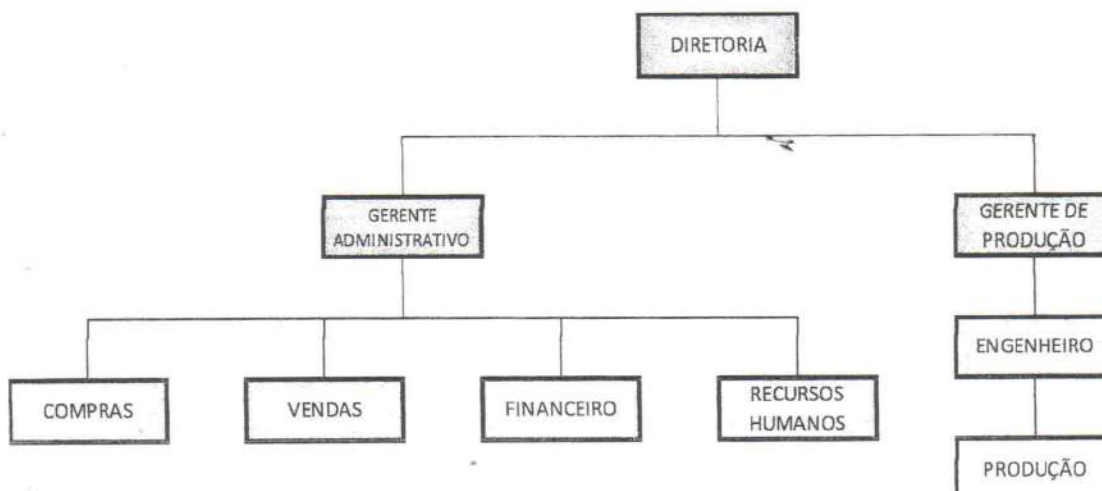 DIRETORIA
GERENTE
ADMINISTRATIVO
GERENTE DE
PRODUÇÃO
ENGENHEIRO
COMPRAS
VENDAS
FINANCEIRO
RECURSOS
HUMANOS
PRODUÇÃO